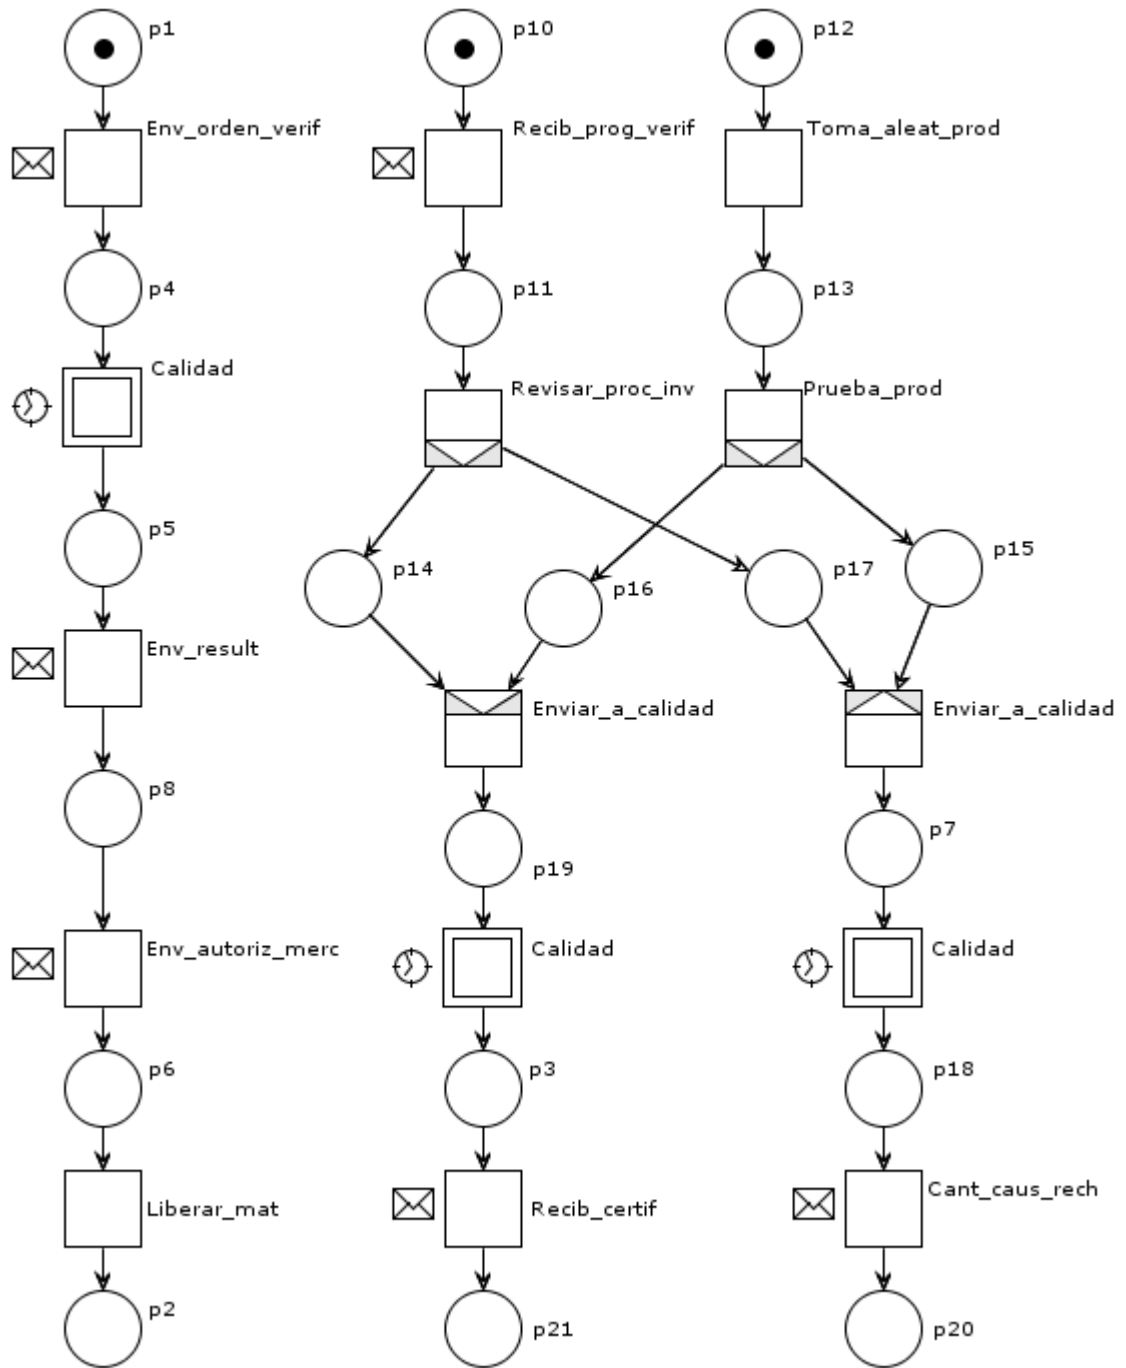 p1
p10
p12
Env_orden_verif
Recib_prog_verif
Toma_aleat_prod
p4
p11
p13
Calidad
Revisar_proc_inv
Prueba_prod
p5
p14
p16
p17
p15
Env_result
Enviar_a_calidad
Enviar_a_calidad
p8
p19
p7
Env_autoriz_merc
Calidad
Calidad
p6
p3
p18
Liberar_mat
Recib_certif
Cant_caus_rech
p2
p21
p20